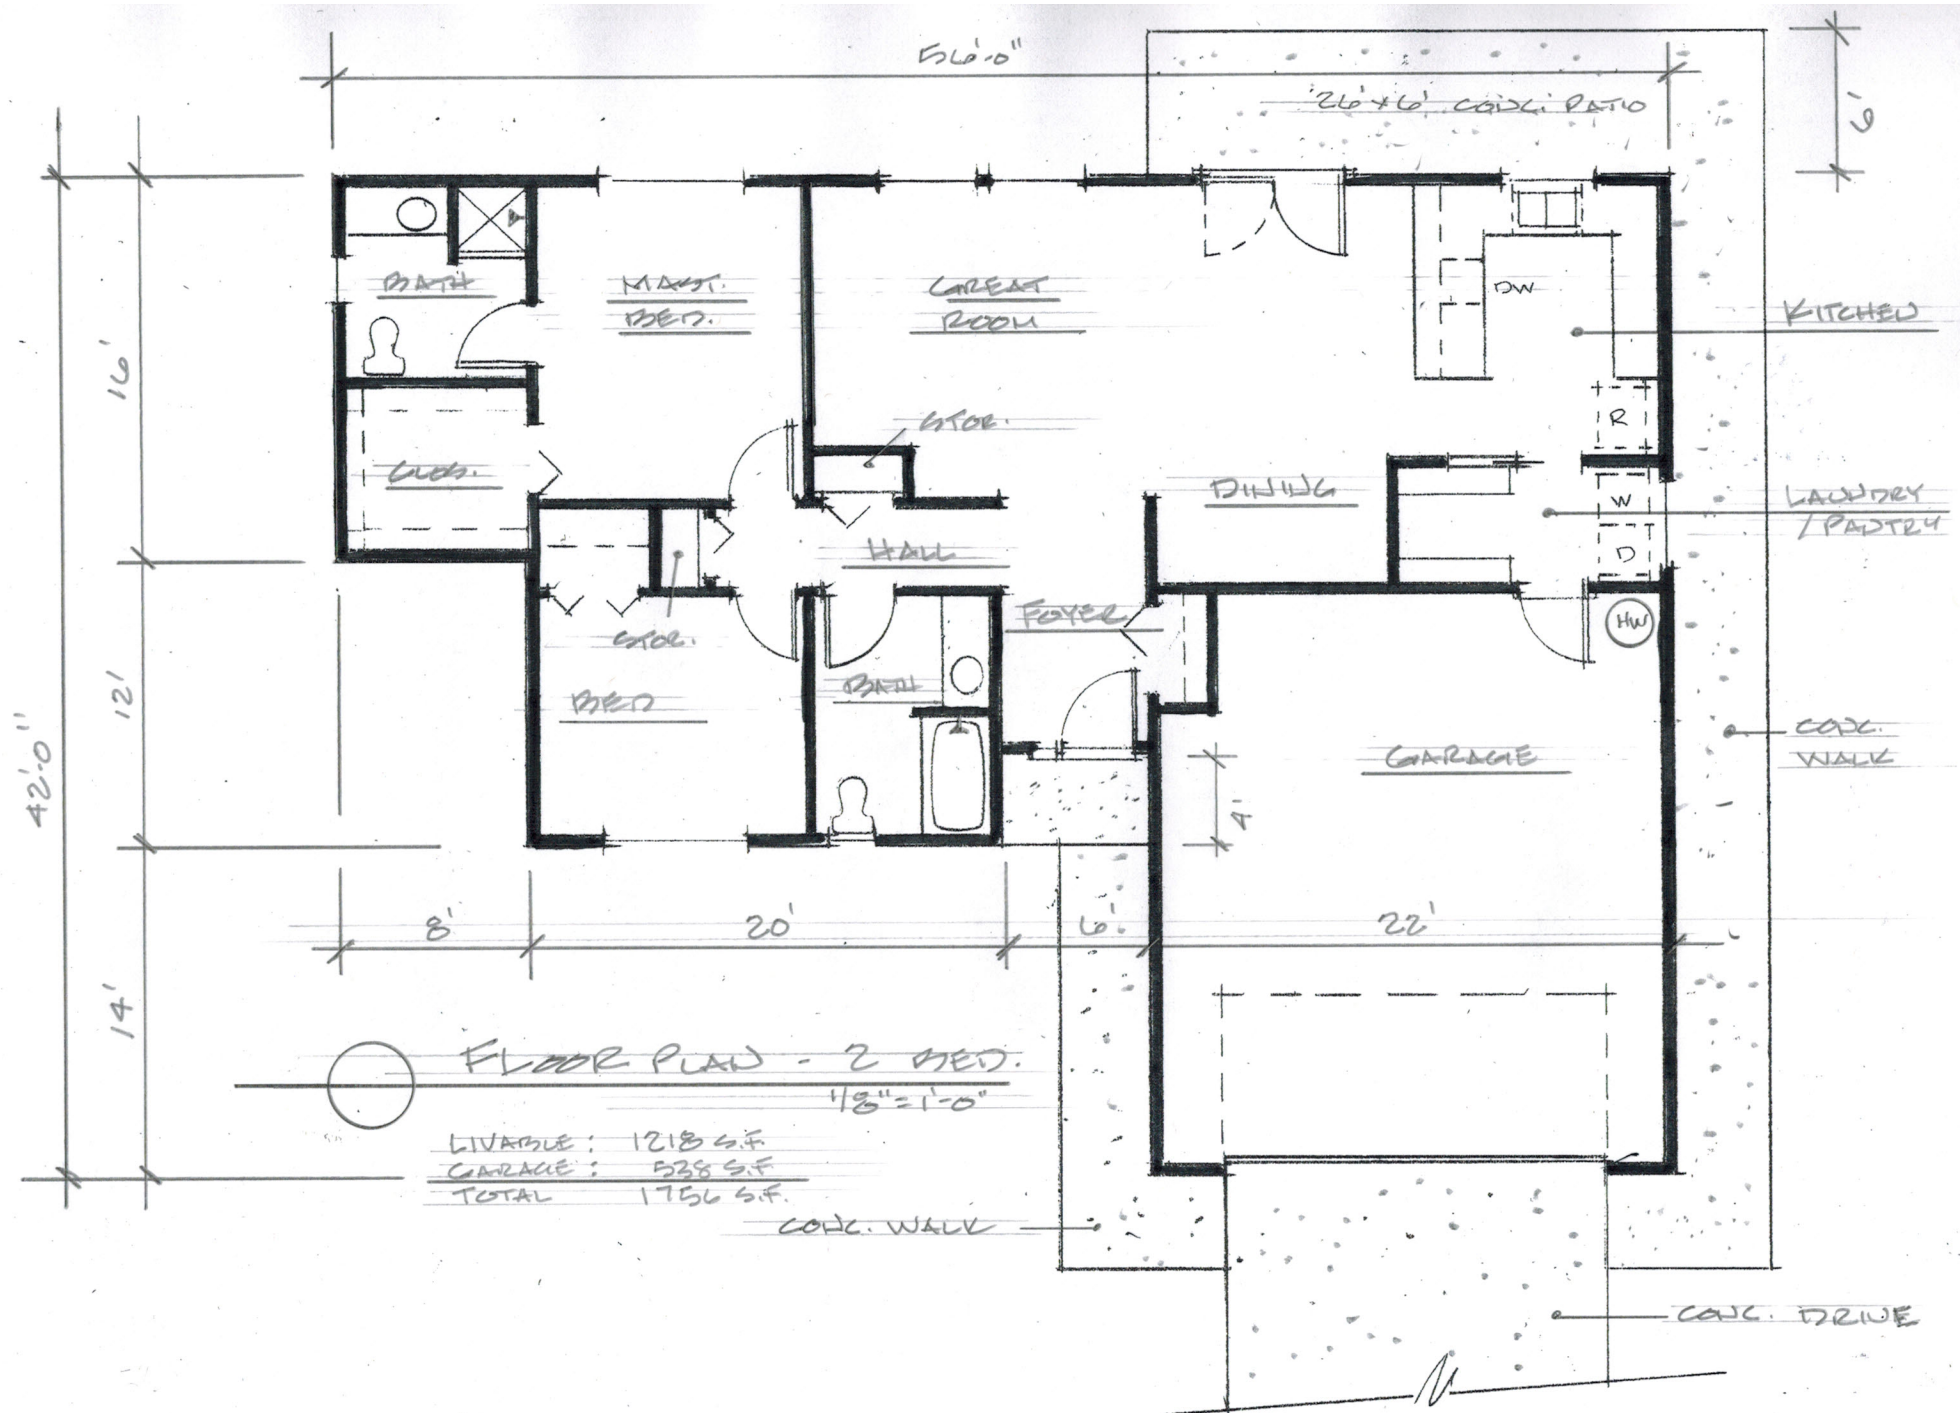 56'-0"
26'x6' CONC. PATIO
6'
BATH
MAST.
BED.
GREAT
ROOM
DW
KITCHEN
16'
STOR.
R
CLOS.
DINING
W
LAUNDRY
/ PANTRY
HALL
D
FOYER
HW
STOR.
BATH
BED
12'
42'-0"
GARAGE
CONC.
WALK
4'
8'
20'
6'
22'
14'
FLOOR PLAN - 2 BED.
1/8"=1'-0"
LIVABLE: 1218 S.F.
GARAGE: 538 S.F.
TOTAL 1756 S.F.
CONC. WALK
CONC. DRIVE